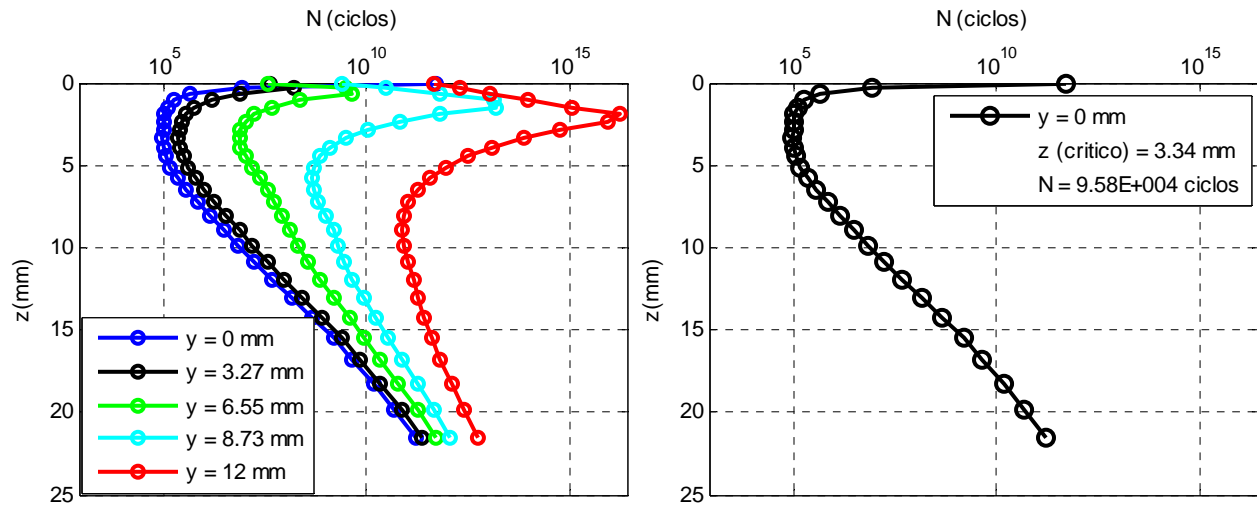 N (ciclos)
10^5
10^10
10^15
0
5
10
15
20
25
z(mm)
y = 0 mm
y = 3.27 mm
y = 6.55 mm
y = 8.73 mm
y = 12 mm
N (ciclos)
10^5
10^10
10^15
0
5
10
15
20
25
z(mm)
y = 0 mm
z (critico) = 3.34 mm
N = 9.58E+004 ciclos